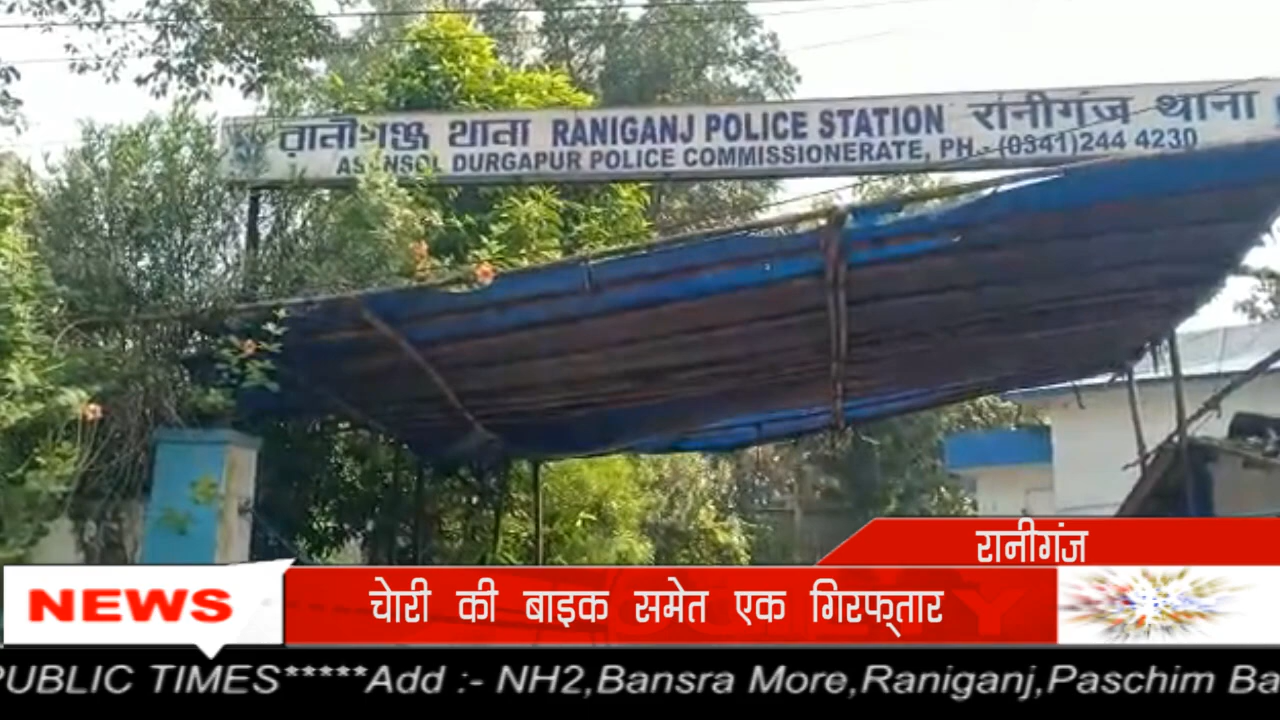 রানীগঞ্জ থানা RANIGANJ POLICE STATION रानीगंज थाना
ASANSOL DURGAPUR POLICE COMMISSIONERATE, PH.- (0341)244 4230
रानीगंज
NEWS
चोरी की बाइक समेत एक गिरफ्तार
PUBLIC TIMES*****Add :- NH2,Bansra More,Raniganj,Paschim Ba